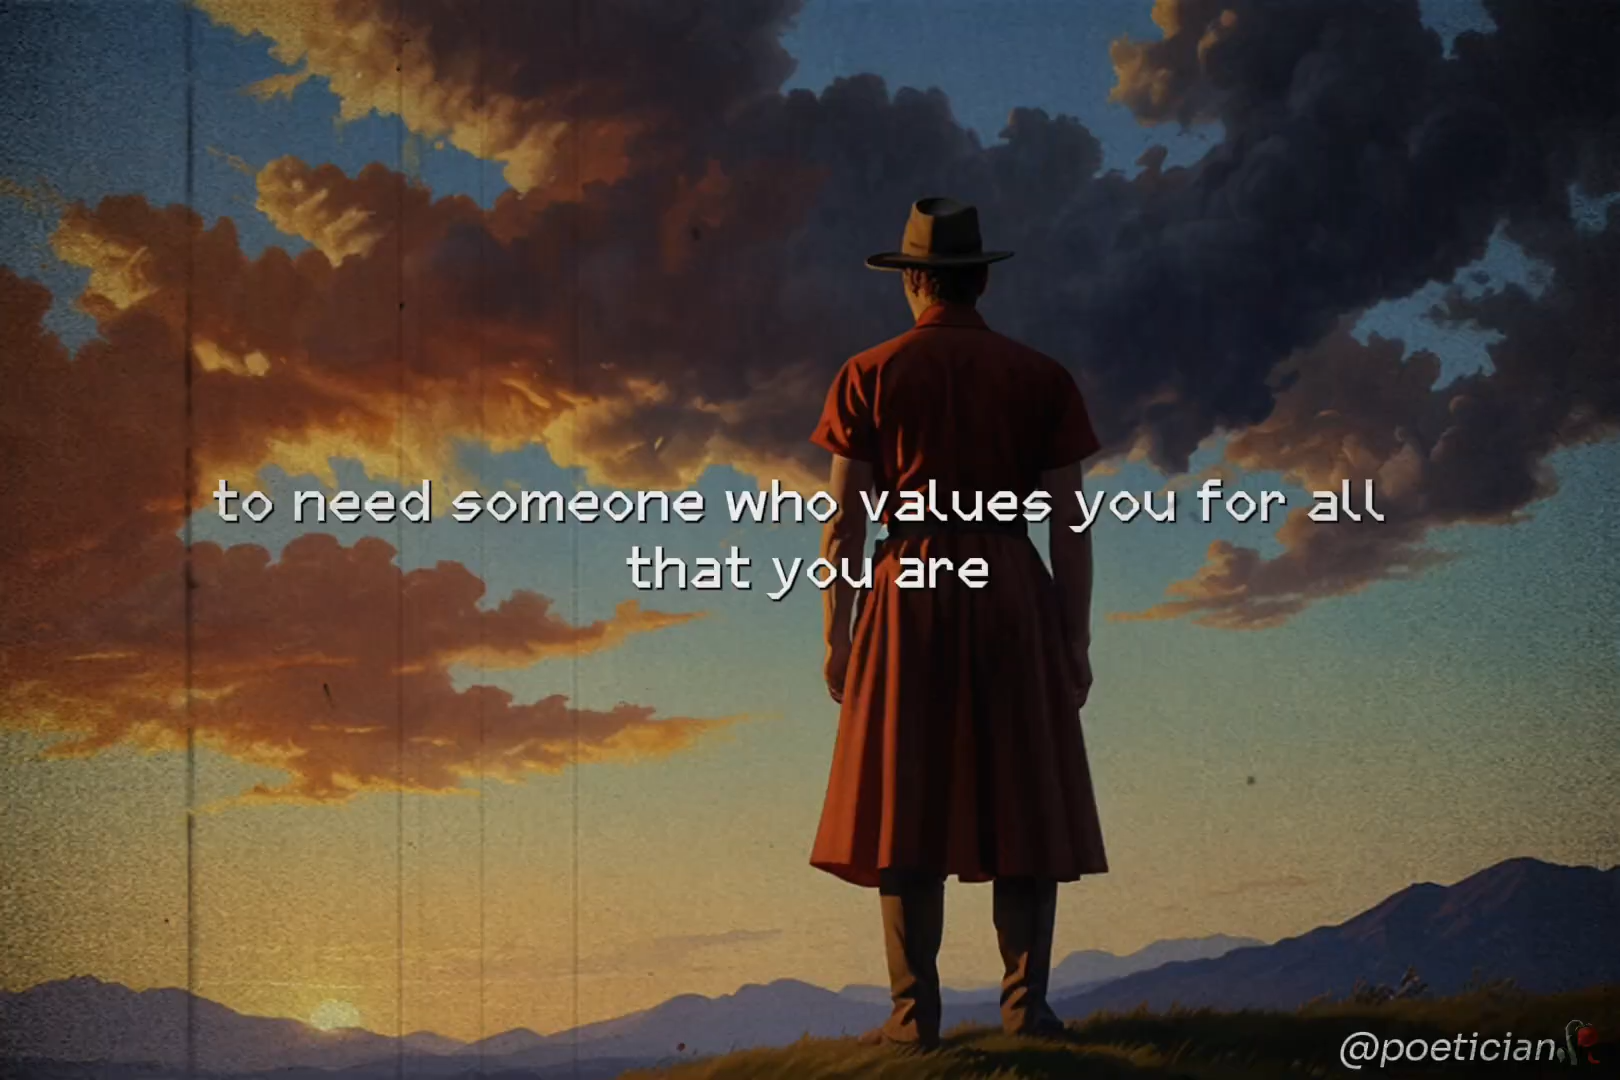 to need someone who values you for all
that you are
@poetician